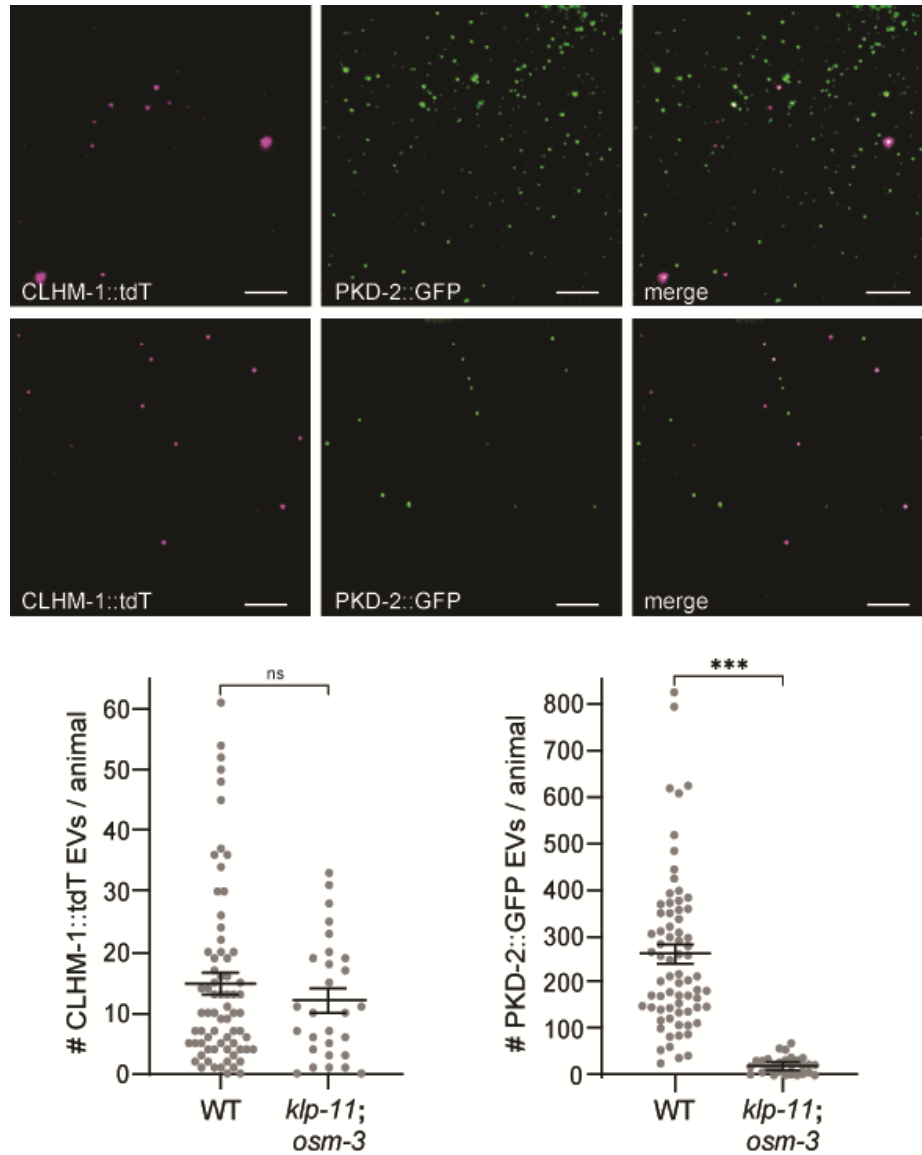 CLHM-1::tdT
PKD-2::GFP
merge
CLHM-1::tdT
PKD-2::GFP
merge
# CLHM-1::tdT EVs / animal
60
50
40
30
20
10
0
ns
WT
klp-11;
osm-3
# PKD-2::GFP EVs / animal
800
700
600
500
400
300
200
100
0
***
WT
klp-11;
osm-3